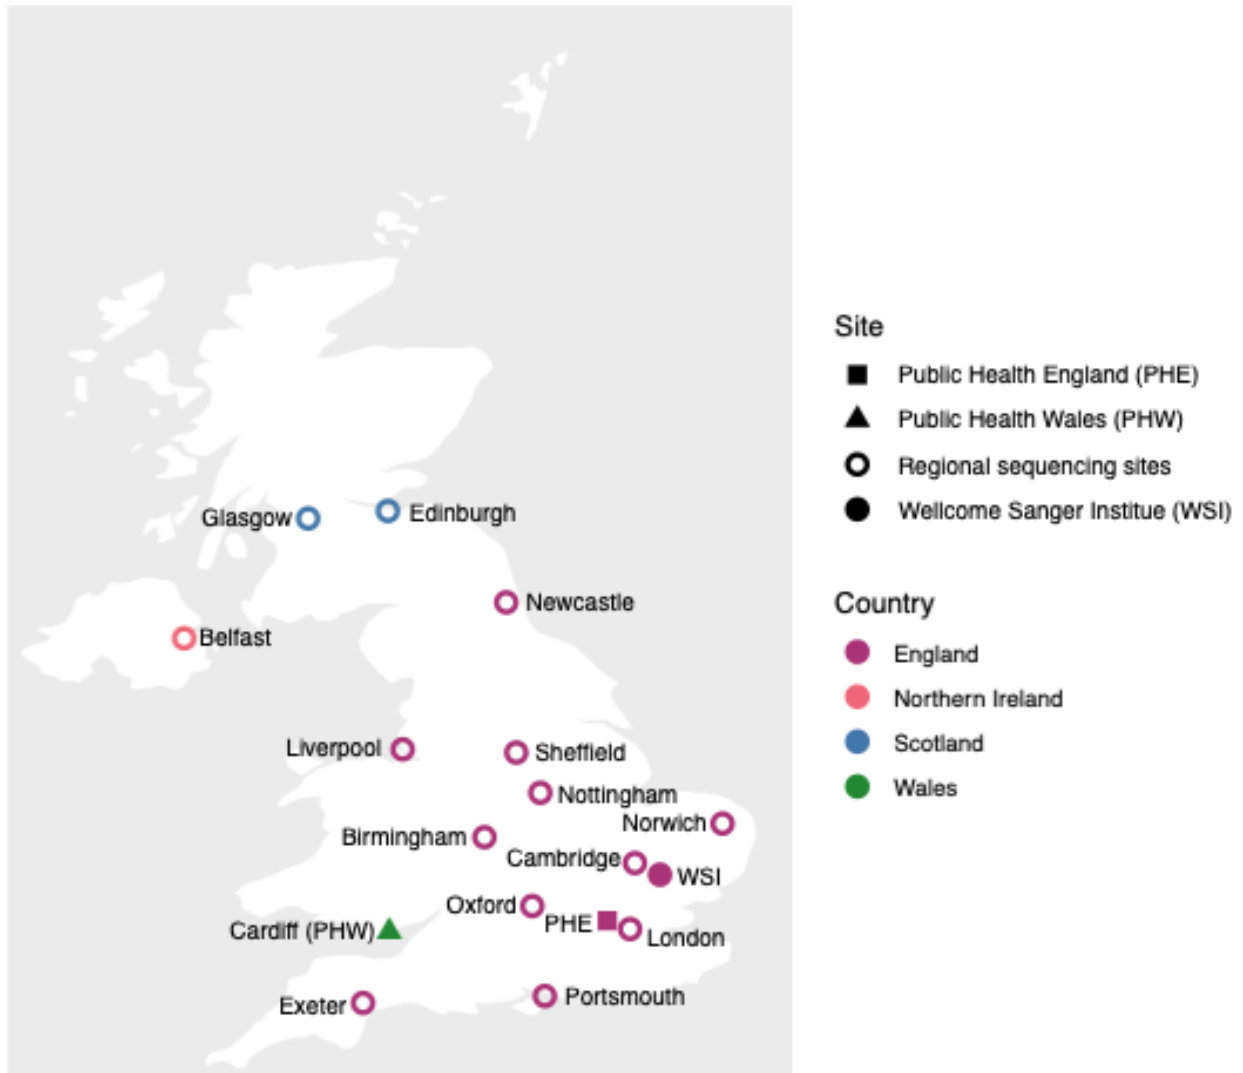 Glasgow
Edinburgh
Newcastle
Belfast
Liverpool
Sheffield
Nottingham
Norwich
Birmingham
Cambridge
WSI
Oxford
PHE
London
Cardiff (PHW)
Exeter
Portsmouth
Site
Public Health England (PHE)
Public Health Wales (PHW)
Regional sequencing sites
Wellcome Sanger Institue (WSI)
Country
England
Northern Ireland
Scotland
Wales